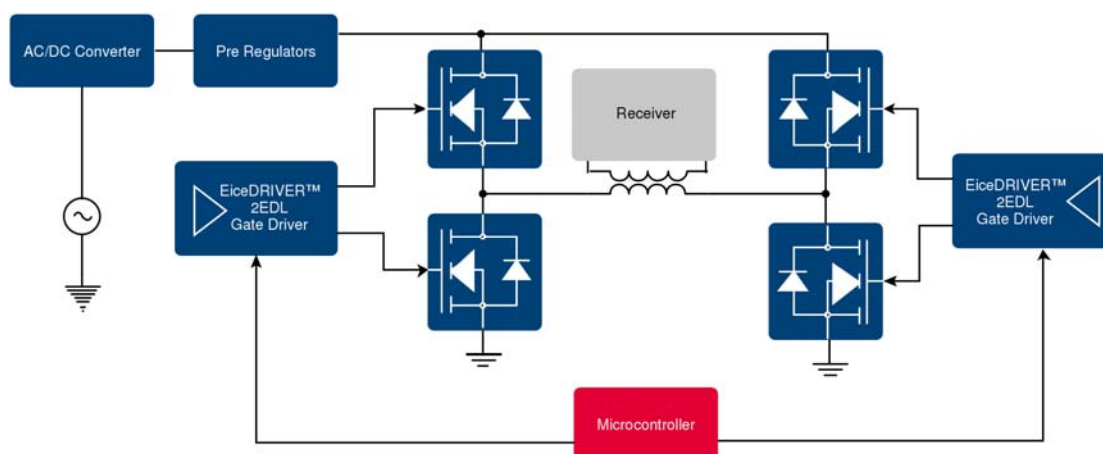 AC/DC Converter
Pre Regulators
Receiver
EiceDRIVER™
2EDL
Gate Driver
EiceDRIVER™
2EDL
Gate Driver
Microcontroller